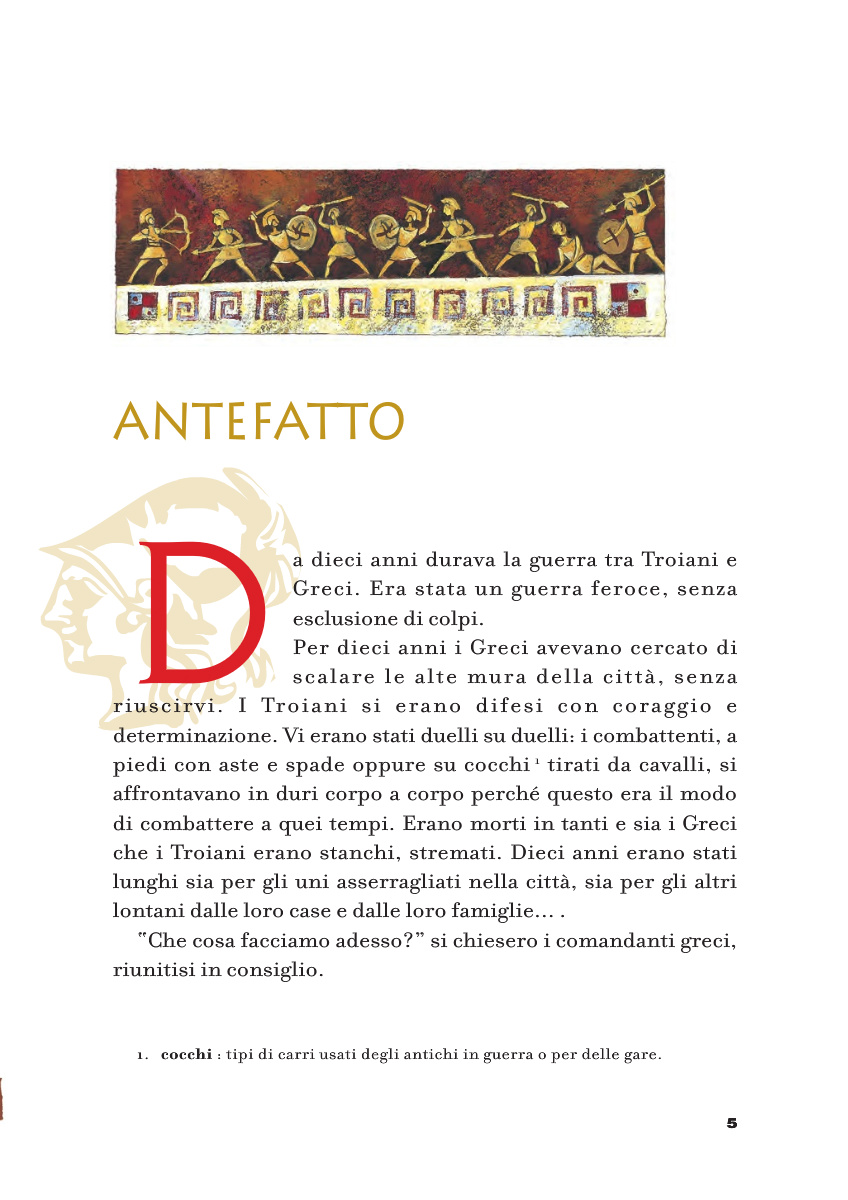 ANTEFATTO
Da dieci anni durava la guerra tra Troiani e
Greci. Era stata un guerra feroce, senza
esclusione di colpi.
Per dieci anni i Greci avevano cercato di
scalare le alte mura della città, senza
riuscirvi. I Troiani si erano difesi con coraggio e
determinazione. Vi erano stati duelli su duelli: i combattenti, a
piedi con aste e spade oppure su cocchi ¹ tirati da cavalli, si
affrontavano in duri corpo a corpo perché questo era il modo
di combattere a quei tempi. Erano morti in tanti e sia i Greci
che i Troiani erano stanchi, stremati. Dieci anni erano stati
lunghi sia per gli uni asserragliati nella città, sia per gli altri
lontani dalle loro case e dalle loro famiglie… .
“Che cosa facciamo adesso?” si chiesero i comandanti greci,
riunitisi in consiglio.
1. cocchi : tipi di carri usati degli antichi in guerra o per delle gare.
5